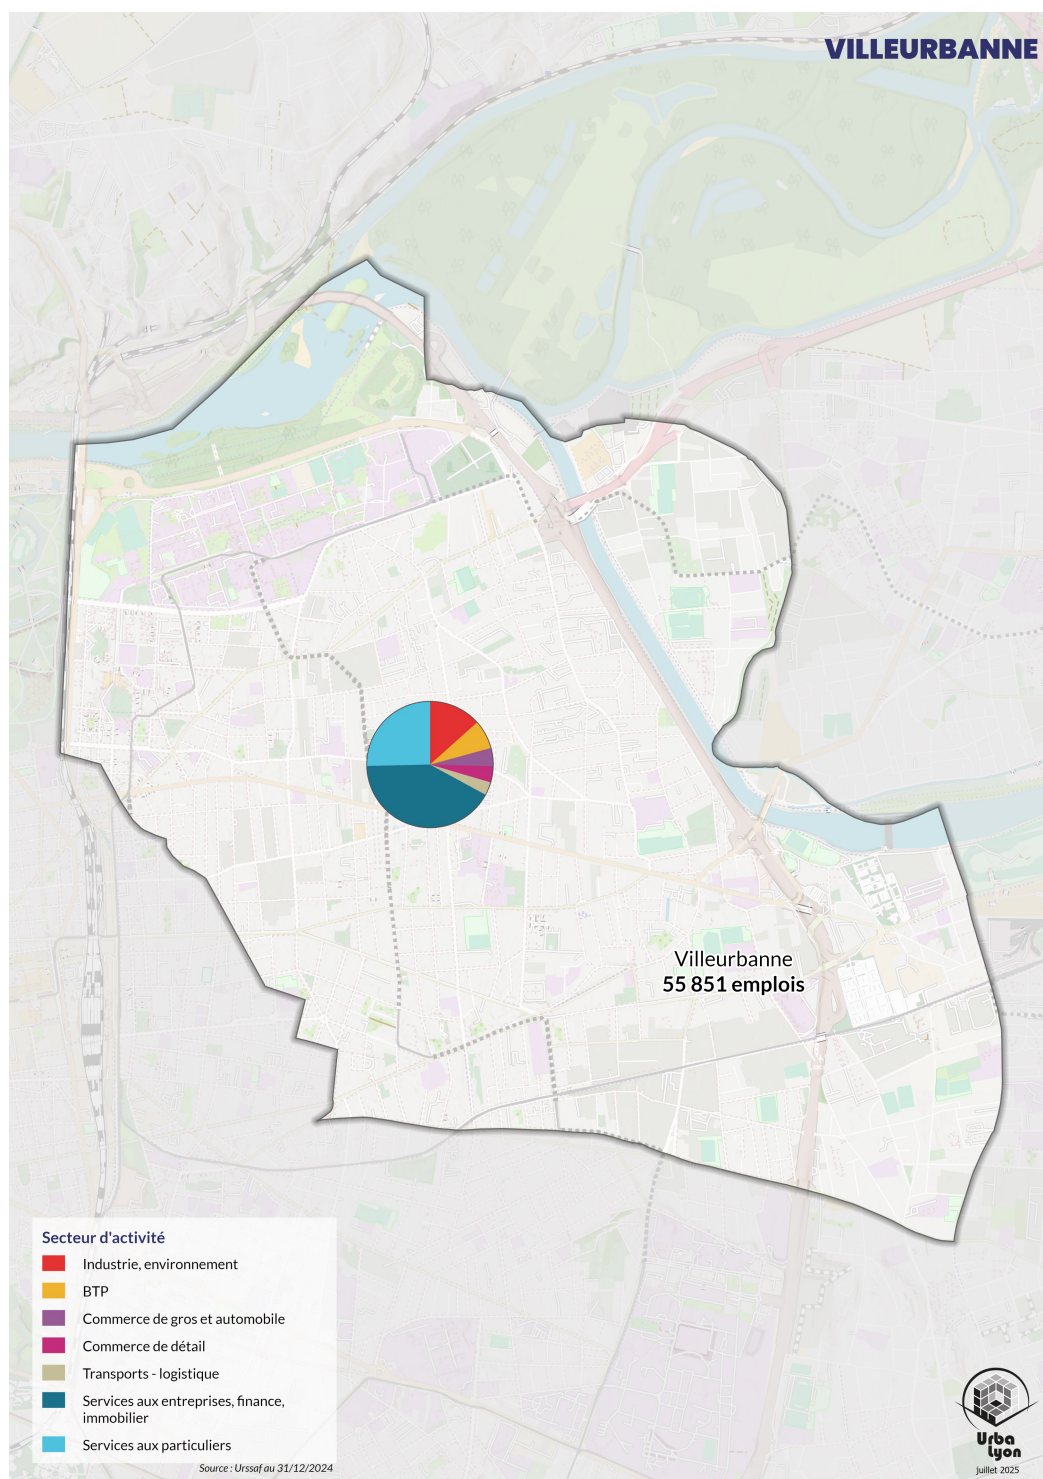 VILLEURBANNE
Villeurbanne
55 851 emplois
Secteur d'activité
Industrie, environnement
BTP
Commerce de gros et automobile
Commerce de détail
Transports - logistique
Services aux entreprises, finance,
immobilier
Services aux particuliers
Source : Urssaf au 31/12/2024
Urba
Lyon
Juillet 2025